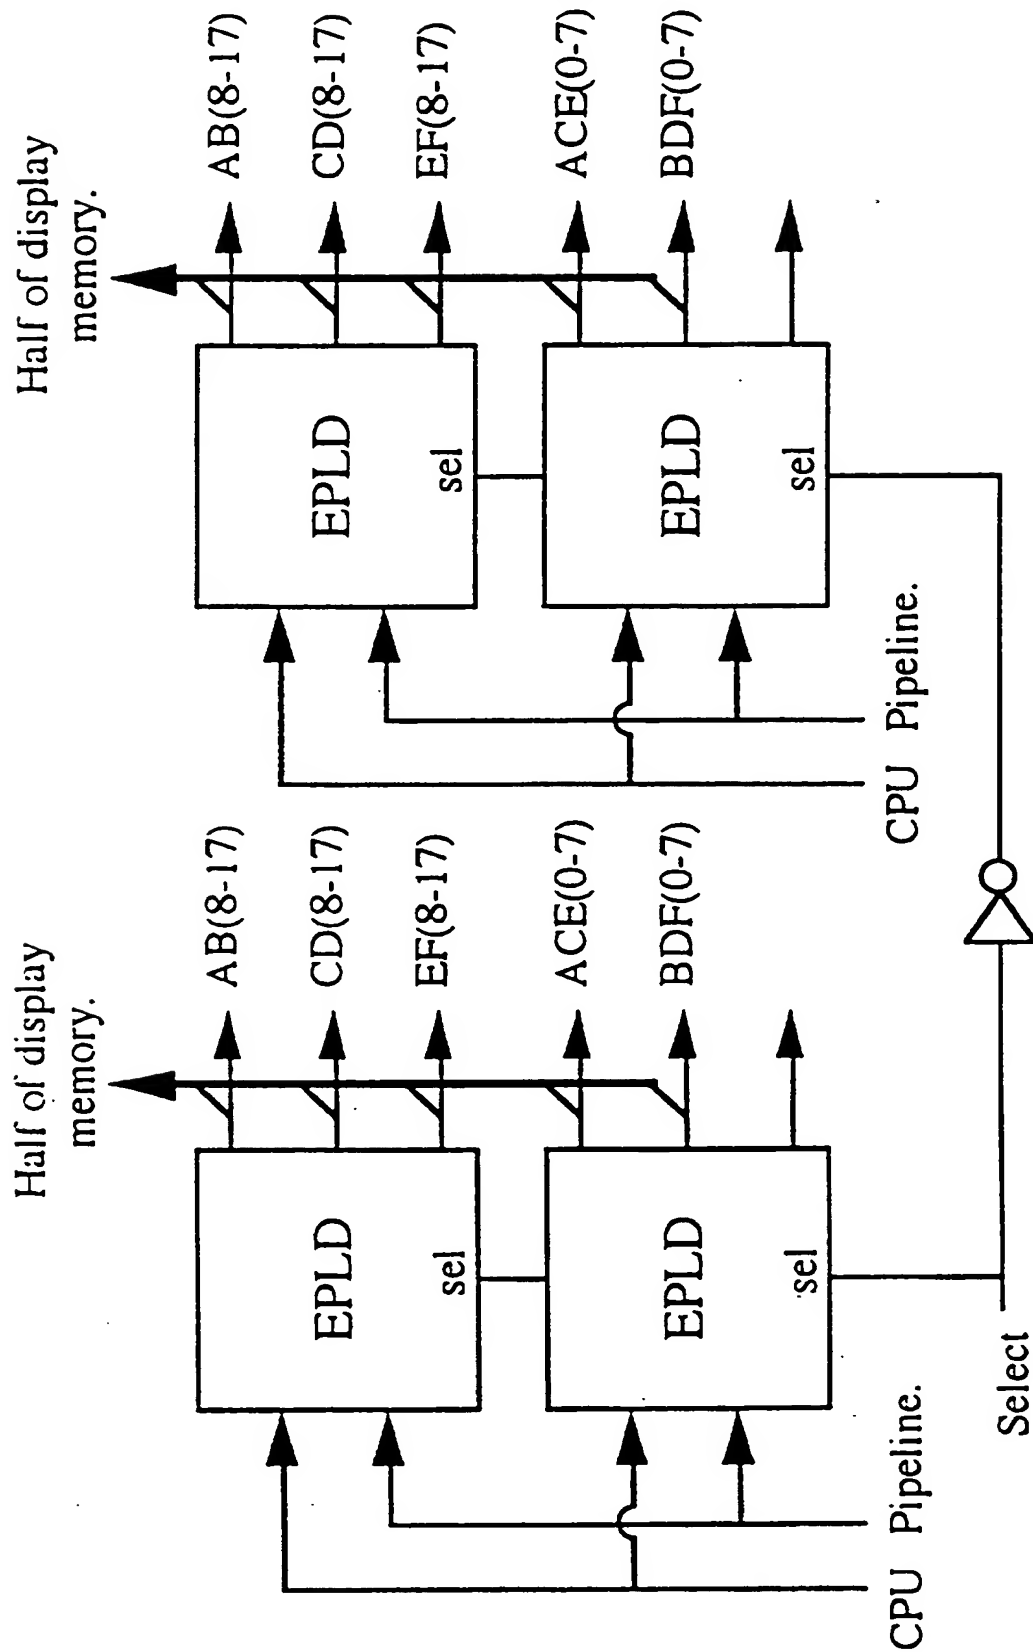 Half of display
memory.
AB(8-17)
CD(8-17)
EF(8-17)
ACE(0-7)
BDF(0-7)
EPLD
sel
EPLD
sel
CPU Pipeline.
Half of display
memory.
AB(8-17)
CD(8-17)
EF(8-17)
ACE(0-7)
BDF(0-7)
EPLD
sel
EPLD
sel
CPU Pipeline.
Select